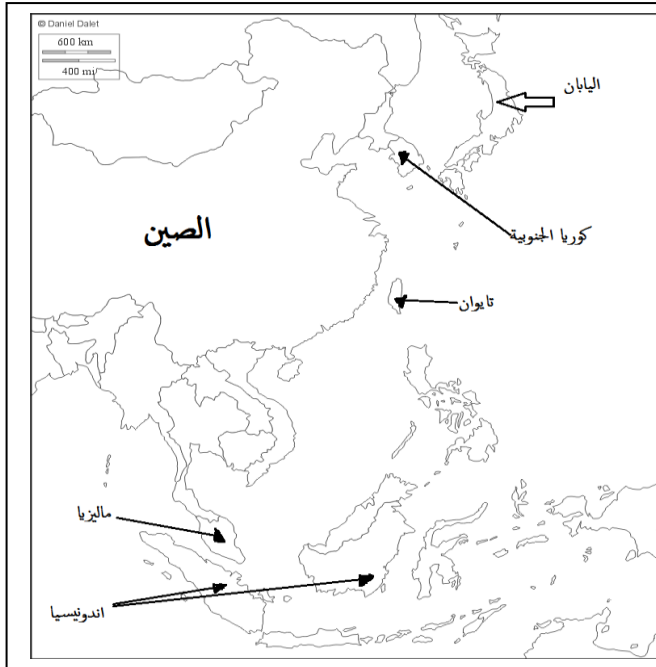 © Daniel Dalet
600 km
400 mi
اليابان
كوريا الجنوبية
الصين
تايوان
ماليزيا
اندونيسيا